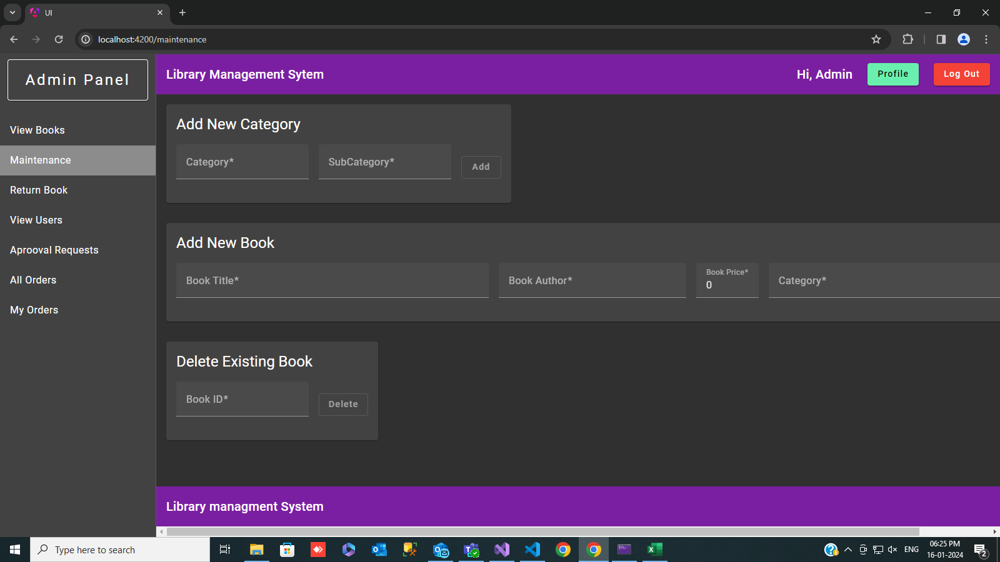 UI
localhost:4200/maintenance
Admin Panel
Library Management Sytem
Hi, Admin
Profile
Log Out
View Books
Maintenance
Return Book
View Users
Aprooval Requests
All Orders
My Orders
Add New Category
Category*
SubCategory*
Add
Add New Book
Book Title*
Book Author*
Book Price*
0
Category*
Delete Existing Book
Book ID*
Delete
Library managment System
Type here to search
ENG
06:25 PM
16-01-2024
2